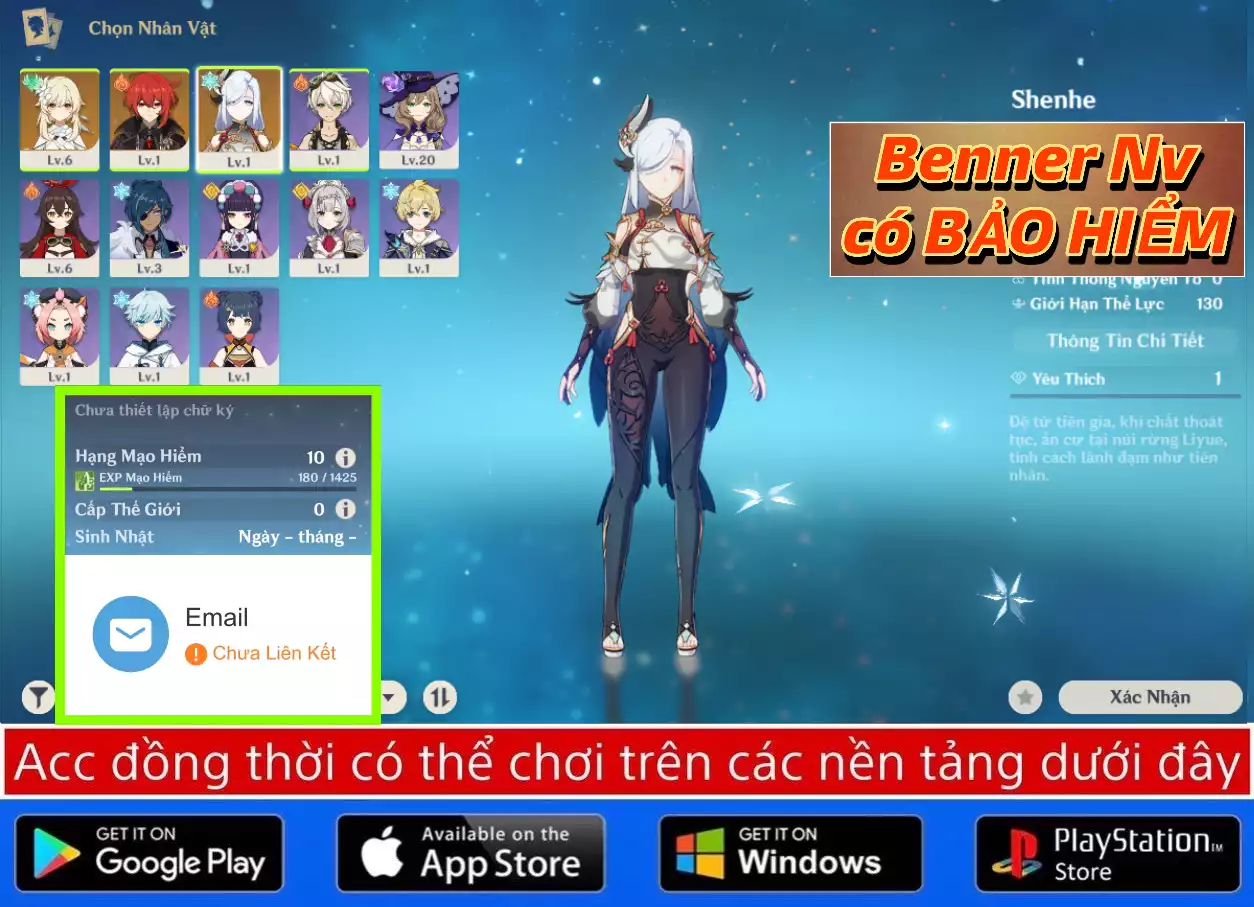 Chọn Nhân Vật
Lv.6
Lv.1
Lv.1
Lv.1
Lv.20
Lv.6
Lv.3
Lv.1
Lv.1
Lv.1
Lv.1
Lv.1
Lv.1
Shenhe
Benner Nv
có BẢO HIỂM
Tinh Thông Nguyên Tố 0
Giới Hạn Thể Lực 130
Thông Tin Chi Tiết
Yêu Thích 1
Đệ tử tiên gia, khí chất thoát
tục, ẩn cư tại núi rừng Liyue,
tính cách lãnh đạm như tiên
nhân.
Chưa thiết lập chữ ký
Hạng Mạo Hiểm 10
EXP Mạo Hiểm 180 / 1425
Cấp Thế Giới 0
Sinh Nhật Ngày - tháng -
Email
Chưa Liên Kết
Xác Nhận
Acc đồng thời có thể chơi trên các nền tảng dưới đây
GET IT ON
Google Play
Available on the
App Store
GET IT ON
Windows
PlayStation TM
Store